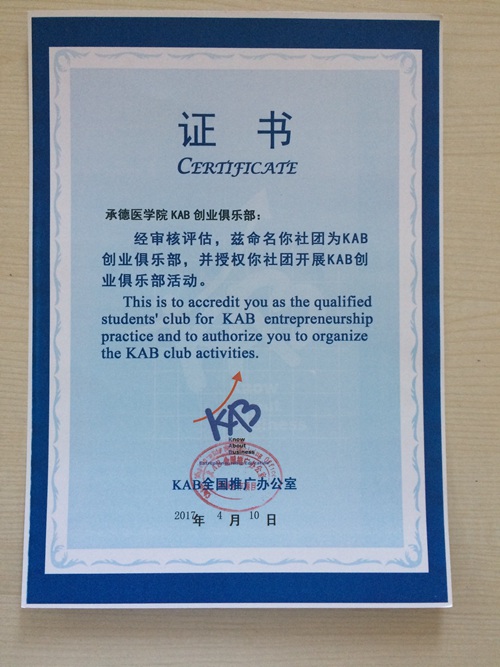 证 书
CERTIFICATE
承德医学院 KAB 创业俱乐部：
经审核评估，兹命名你社团为KAB
创业俱乐部，并授权你社团开展KAB创
业俱乐部活动。
This is to accredit you as the qualified
students' club for KAB entrepreneurship
practice and to authorize you to organize
the KAB club activities.
KAB
Know
About
Business
KAB全国推广办公室
2017年 4 月 10 日